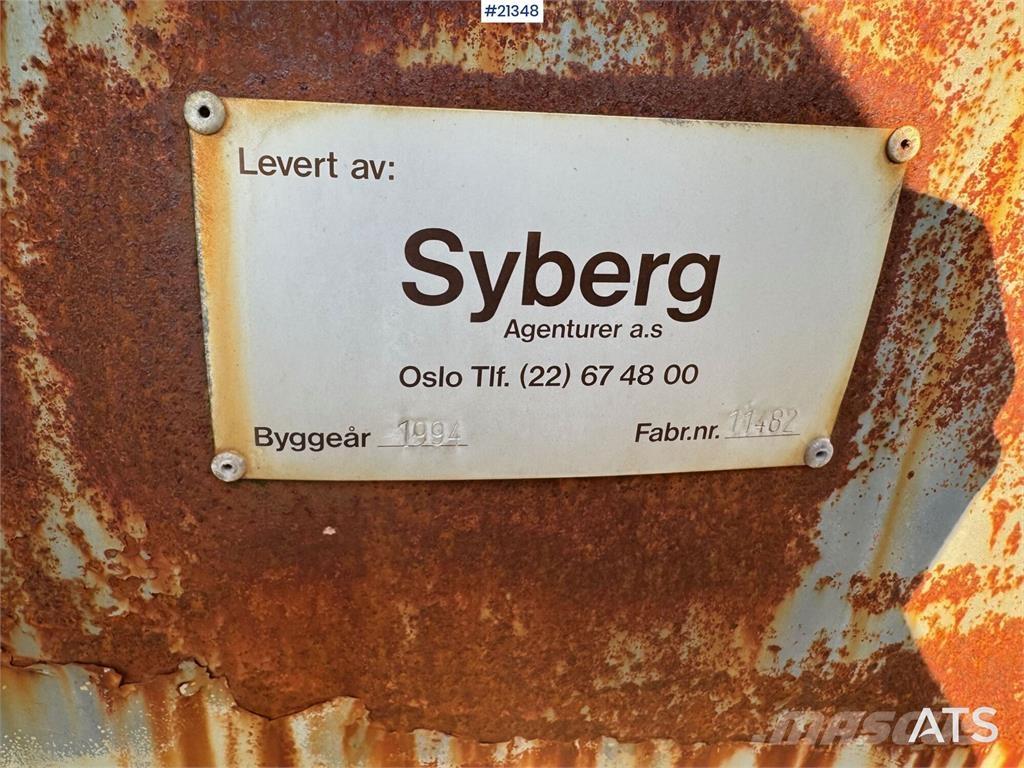 #21348
Levert av:
Syberg
Agenturer a.s
Oslo Tlf. (22) 67 48 00
Byggeår 1994
Fabr.nr. 11482
MASCUS
ATS